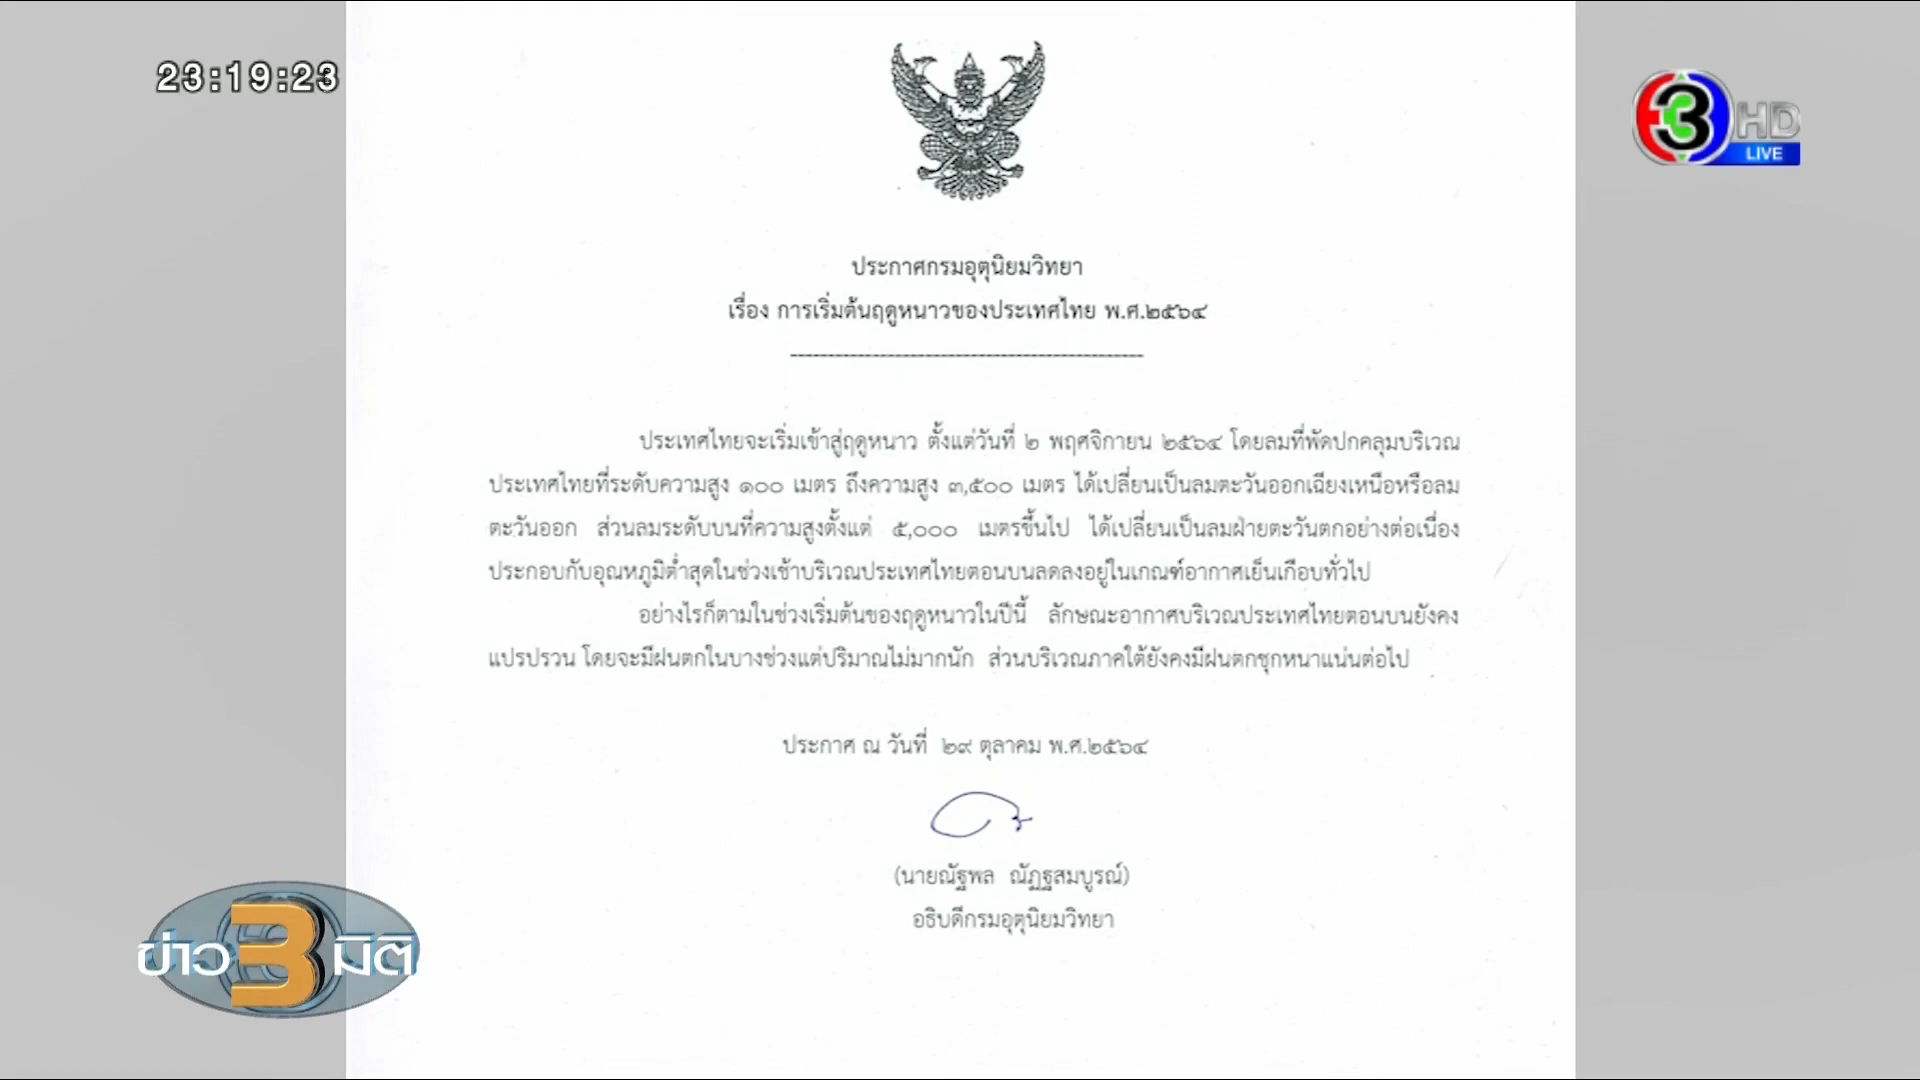 23:19:23
3 HD
LIVE
ประกาศกรมอุตุนิยมวิทยา
เรื่อง การเริ่มต้นฤดูหนาวของประเทศไทย พ.ศ.๒๕๖๔
ประเทศไทยจะเริ่มเข้าสู่ฤดูหนาว ตั้งแต่วันที่ ๒ พฤศจิกายน ๒๕๖๔ โดยลมที่พัดปกคลุมบริเวณ
ประเทศไทยที่ระดับความสูง ๑๐๐ เมตร ถึงความสูง ๓,๕๐๐ เมตร ได้เปลี่ยนเป็นลมตะวันออกเฉียงเหนือหรือลม
ตะวันออก ส่วนลมระดับบนที่ความสูงตั้งแต่ ๕,๐๐๐ เมตรขึ้นไป ได้เปลี่ยนเป็นลมฝ่ายตะวันตกอย่างต่อเนื่อง
ประกอบกับอุณหภูมิต่ำสุดในช่วงเช้าบริเวณประเทศไทยตอนบนลดลงอยู่ในเกณฑ์อากาศเย็นเกือบทั่วไป
อย่างไรก็ตามในช่วงเริ่มต้นของฤดูหนาวในปีนี้ ลักษณะอากาศบริเวณประเทศไทยตอนบนยังคง
แปรปรวน โดยจะมีฝนตกในบางช่วงแต่ปริมาณไม่มากนัก ส่วนบริเวณภาคใต้ยังคงมีฝนตกชุกหนาแน่นต่อไป
ประกาศ ณ วันที่ ๒๙ ตุลาคม พ.ศ.๒๕๖๔
(นายณัฐพล ณัฏฐสมบูรณ์)
อธิบดีกรมอุตุนิยมวิทยา
ข่าว 3 มิติ